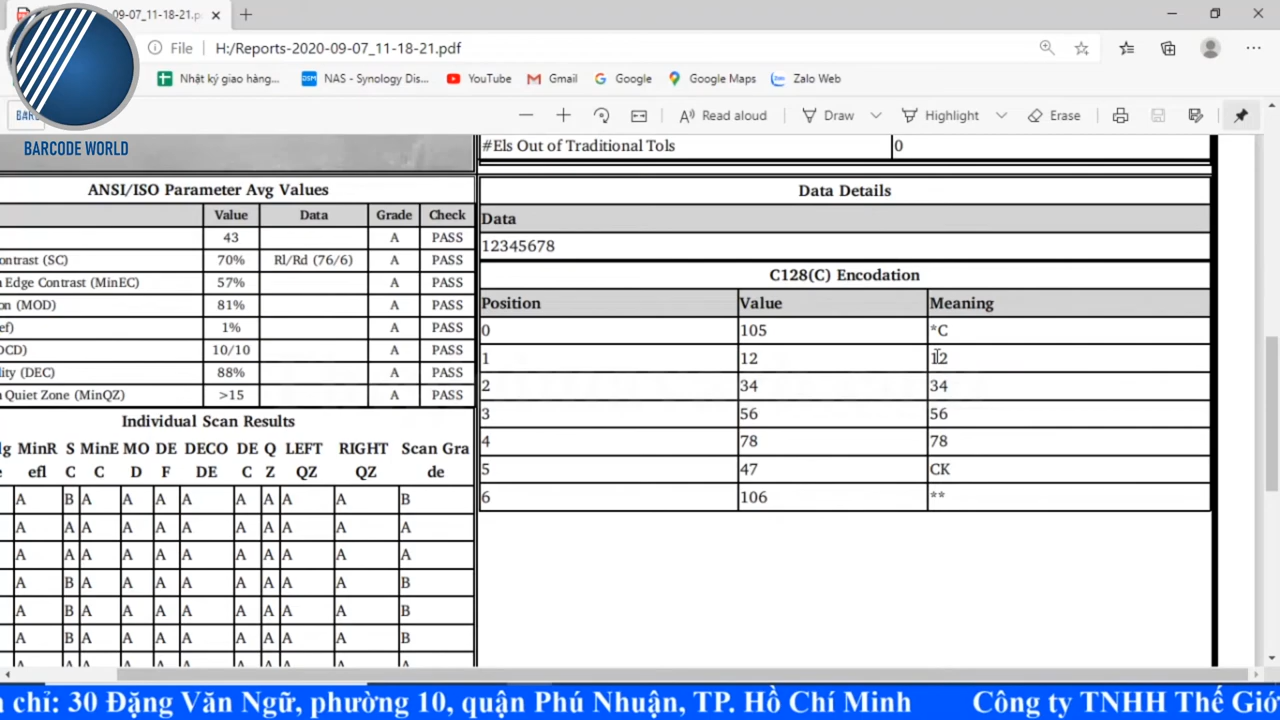 09-07_11-18-21.p
File H:/Reports-2020-09-07_11-18-21.pdf
Nhật ký giao hàng... NAS - Synology Dis... YouTube Gmail Google Google Maps Zalo Web
Read aloud Draw Highlight Erase
BARCODE WORLD
#Els Out of Traditional Tols 0
ANSI/ISO Parameter Avg Values
Value Data Grade Check
43 A PASS
ontrast (SC) 70% Rl/Rd (76/6) A PASS
Edge Contrast (MinEC) 57% A PASS
on (MOD) 81% A PASS
ef) 1% A PASS
DCD) 10/10 A PASS
lity (DEC) 88% A PASS
Quiet Zone (MinQZ) >15 A PASS
Individual Scan Results
MinR S MinE MO DE DECO DE Q LEFT RIGHT Scan Gra
efl C C D F DE C Z QZ QZ de
A B A A A A A A A A B
A A A A A A A A A A A
A A A A A A A A A A A
A B A A A A A A A A B
A B A A A A A A A A B
A B A A A A A A A A B
Data Details
Data
12345678
C128(C) Encodation
Position Value Meaning
0 105 *C
1 12 12
2 34 34
3 56 56
4 78 78
5 47 CK
6 106 **
chỉ: 30 Đặng Văn Ngữ, phường 10, quận Phú Nhuận, TP. Hồ Chí Minh Công ty TNHH Thế Giớ